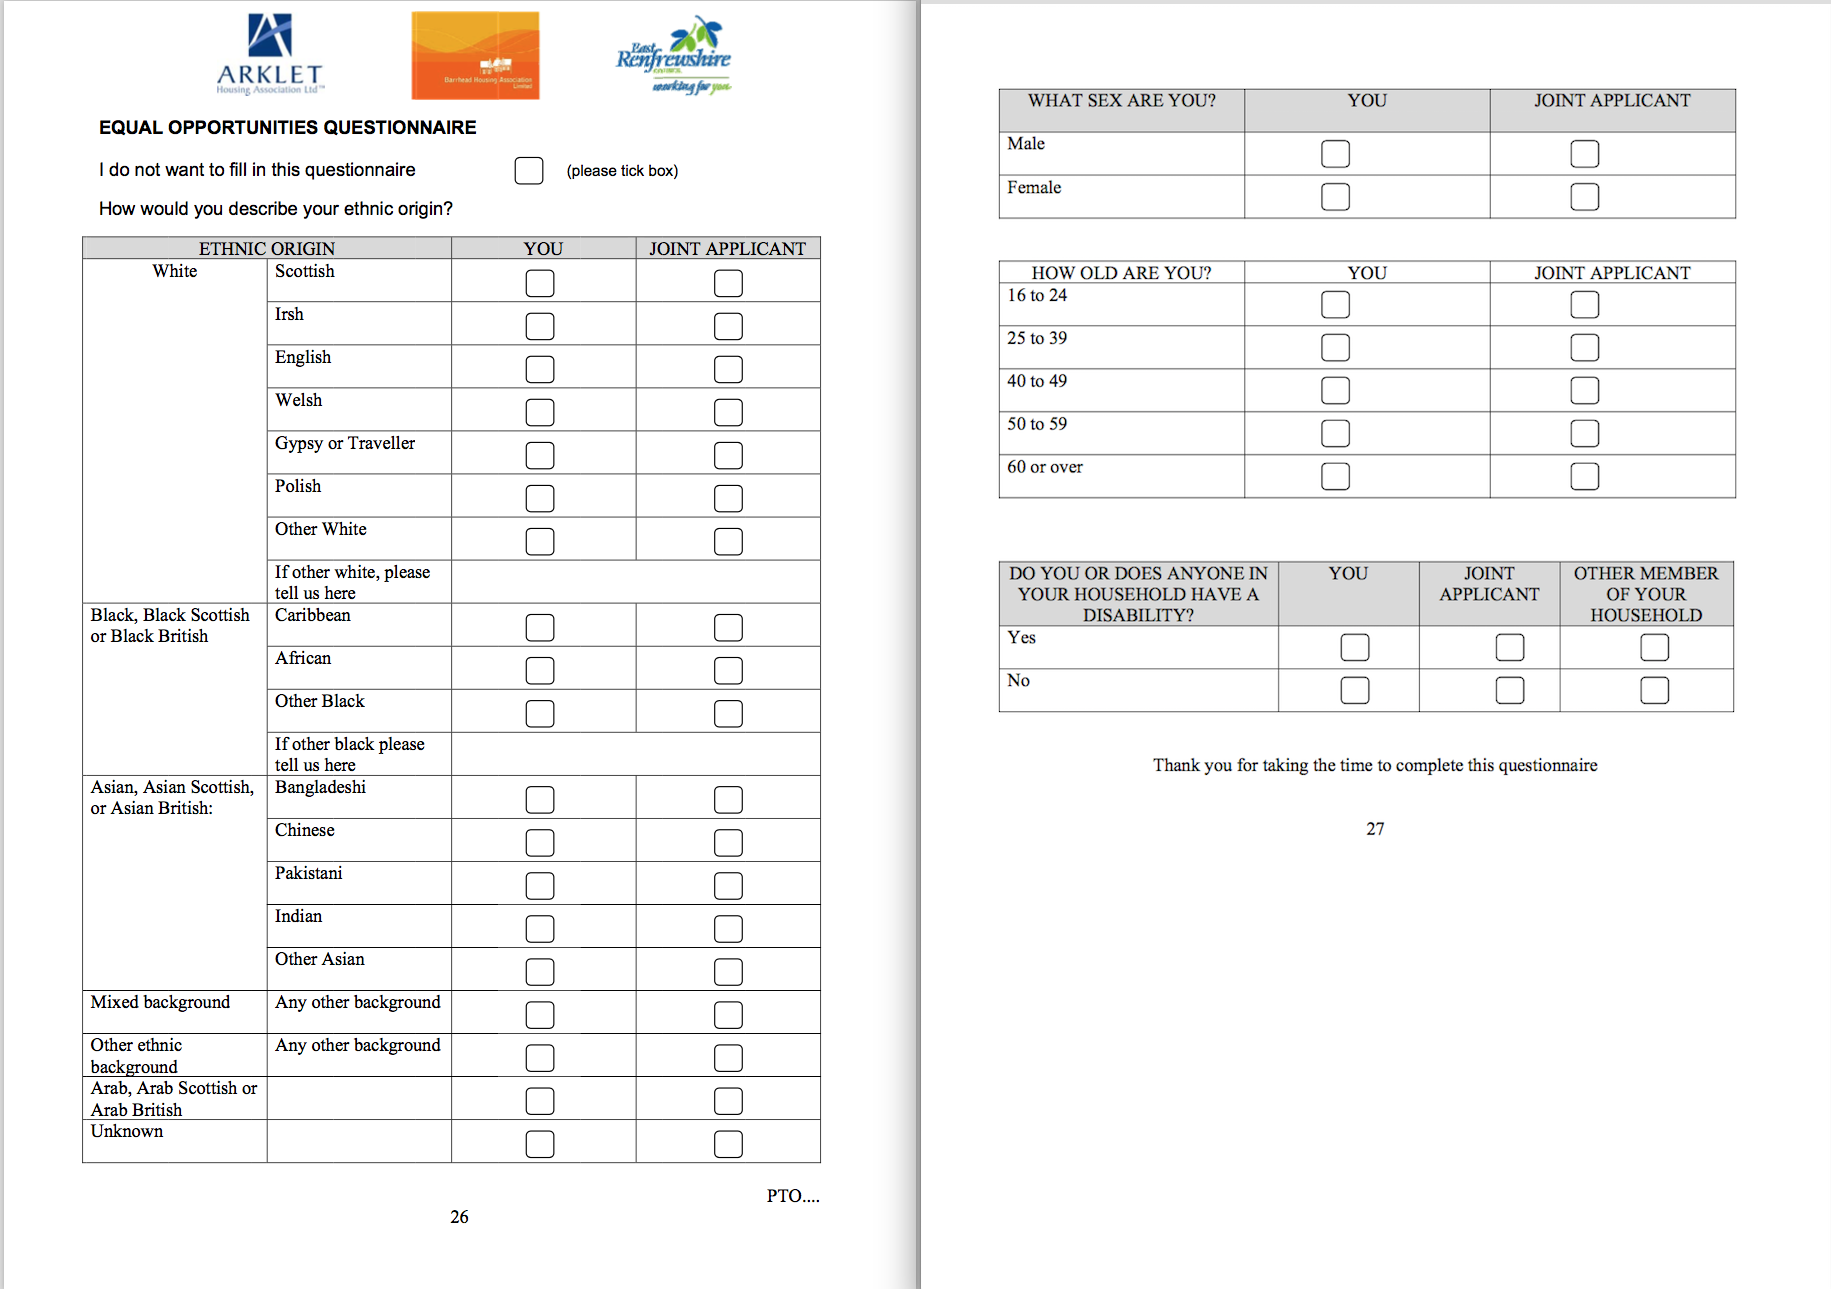 ARKLET
Housing Association Ltd™
Barrhead Housing Association
Limited
East
Renfrewshire
working for you
EQUAL OPPORTUNITIES QUESTIONNAIRE
I do not want to fill in this questionnaire (please tick box)
How would you describe your ethnic origin?
ETHNIC ORIGIN YOU JOINT APPLICANT
White Scottish
Irsh
English
Welsh
Gypsy or Traveller
Polish
Other White
If other white, please
tell us here
Black, Black Scottish Caribbean
or Black British
African
Other Black
If other black please
tell us here
Asian, Asian Scottish, Bangladeshi
or Asian British:
Chinese
Pakistani
Indian
Other Asian
Mixed background Any other background
Other ethnic Any other background
background
Arab, Arab Scottish or
Arab British
Unknown
PTO....
26
WHAT SEX ARE YOU? YOU JOINT APPLICANT
Male
Female
HOW OLD ARE YOU? YOU JOINT APPLICANT
16 to 24
25 to 39
40 to 49
50 to 59
60 or over
DO YOU OR DOES ANYONE IN YOU JOINT OTHER MEMBER
YOUR HOUSEHOLD HAVE A APPLICANT OF YOUR
DISABILITY? HOUSEHOLD
Yes
No
Thank you for taking the time to complete this questionnaire
27